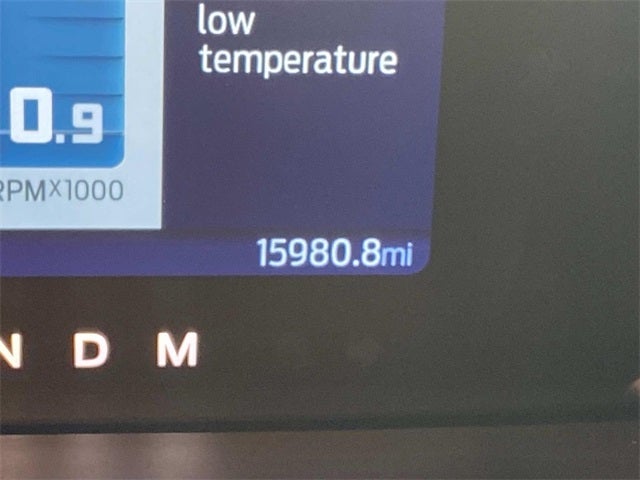 low
temperature
0.9
RPMx1000
15980.8mi
N D M